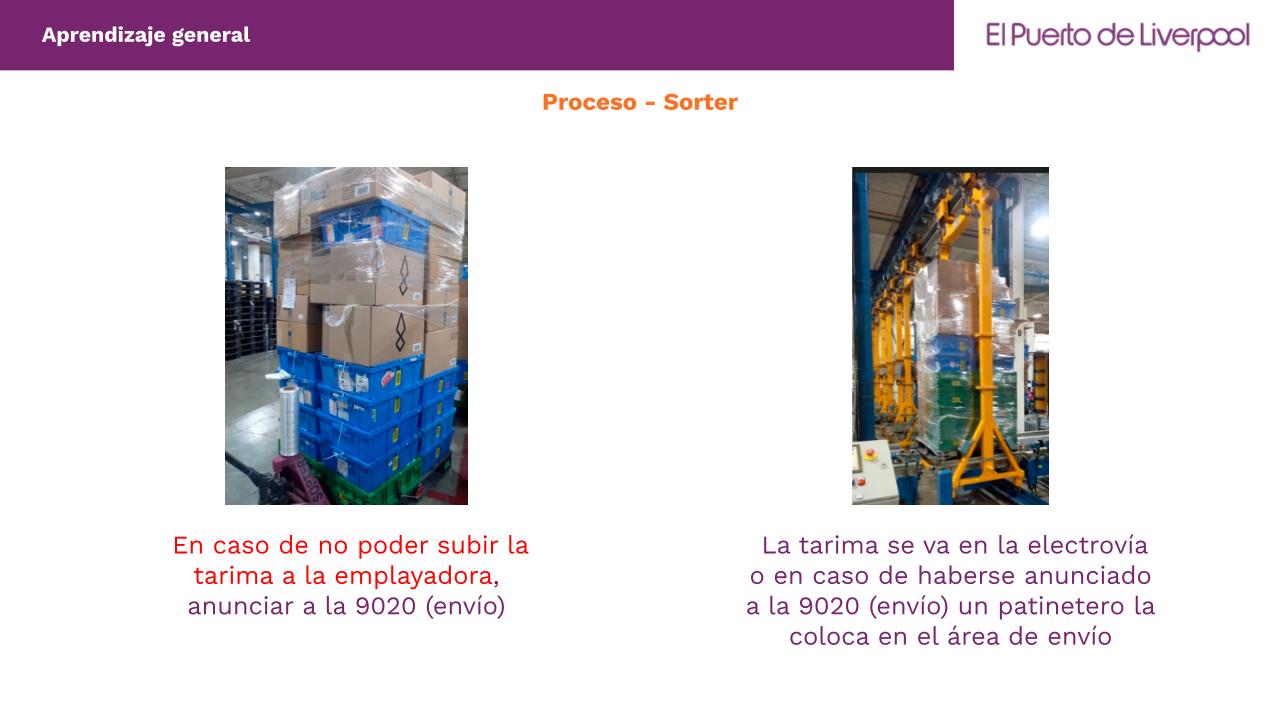 Aprendizaje general
El Puerto de Liverpool
Proceso - Sorter
SORTER
En caso de no poder subir la
tarima a la emplayadora,
anunciar a la 9020 (envío)
La tarima se va en la electrovía
o en caso de haberse anunciado
a la 9020 (envío) un patinetero la
coloca en el área de envío